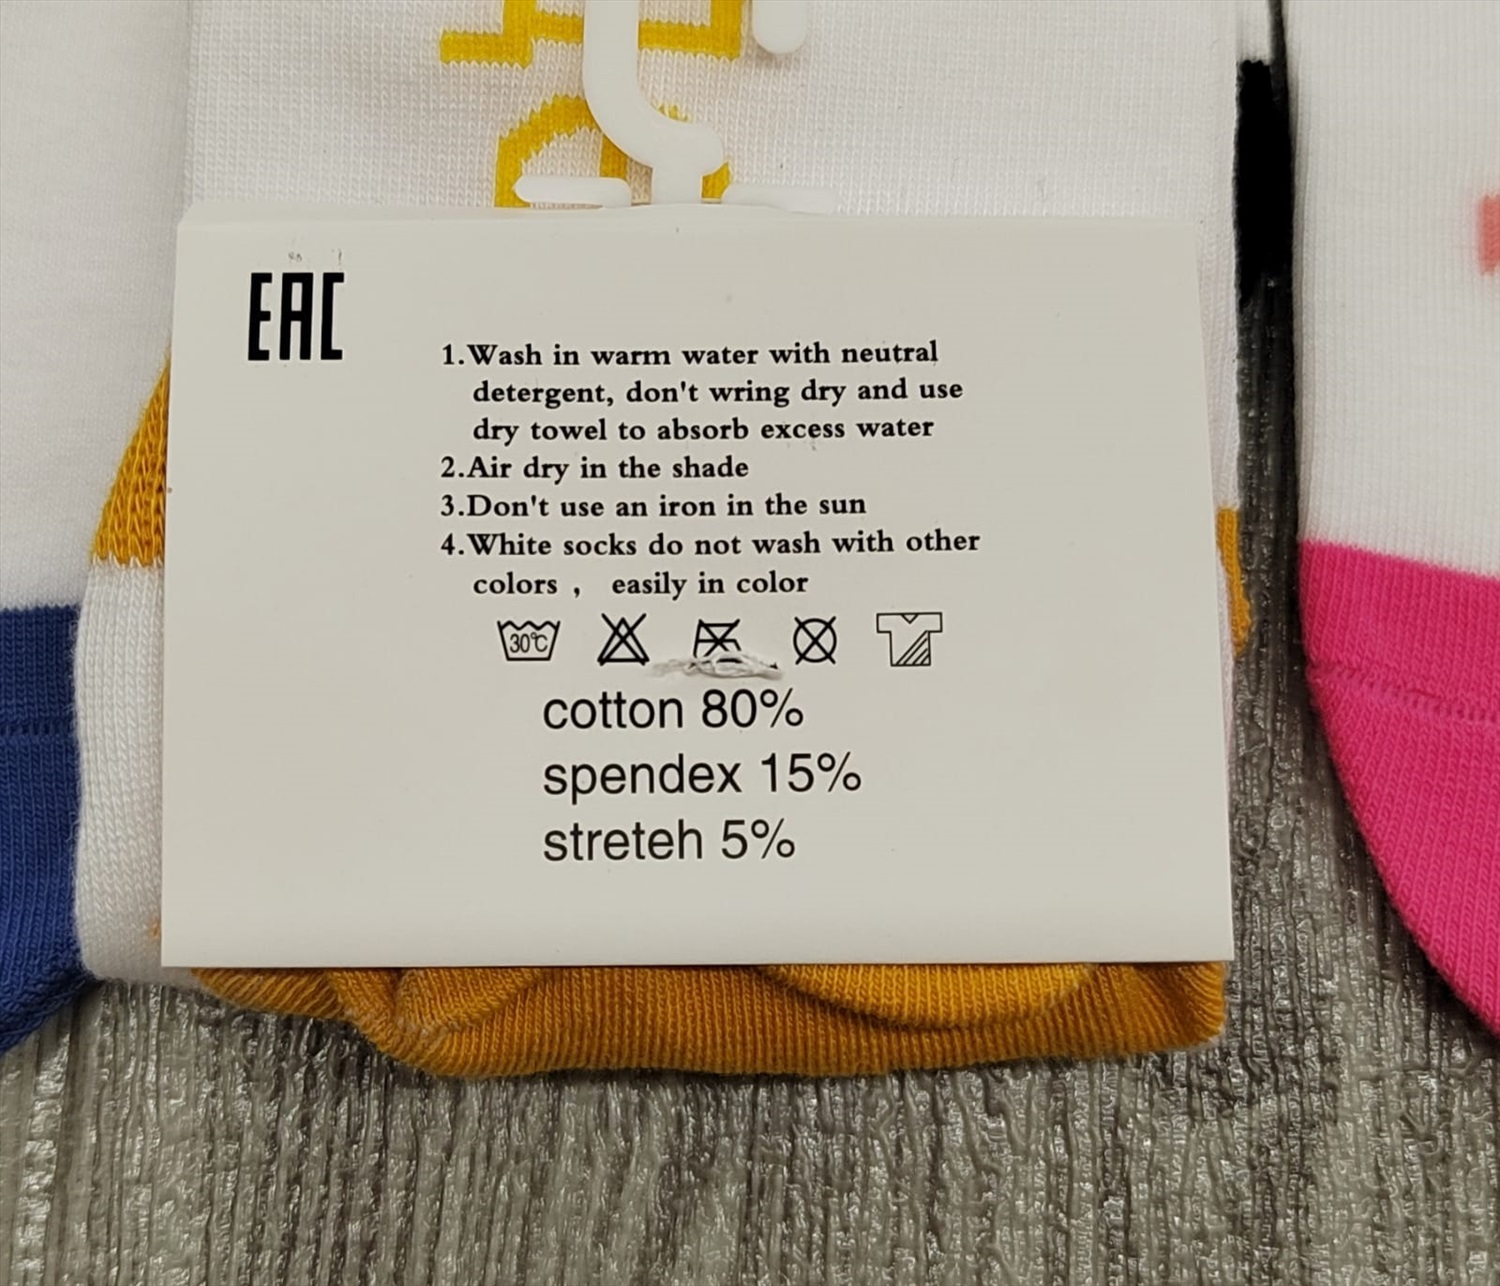 EAC
1.Wash in warm water with neutral
detergent, don't wring dry and use
dry towel to absorb excess water
2.Air dry in the shade
3.Don't use an iron in the sun
4.White socks do not wash with other
colors , easily in color
30℃
cotton 80%
spendex 15%
streteh 5%